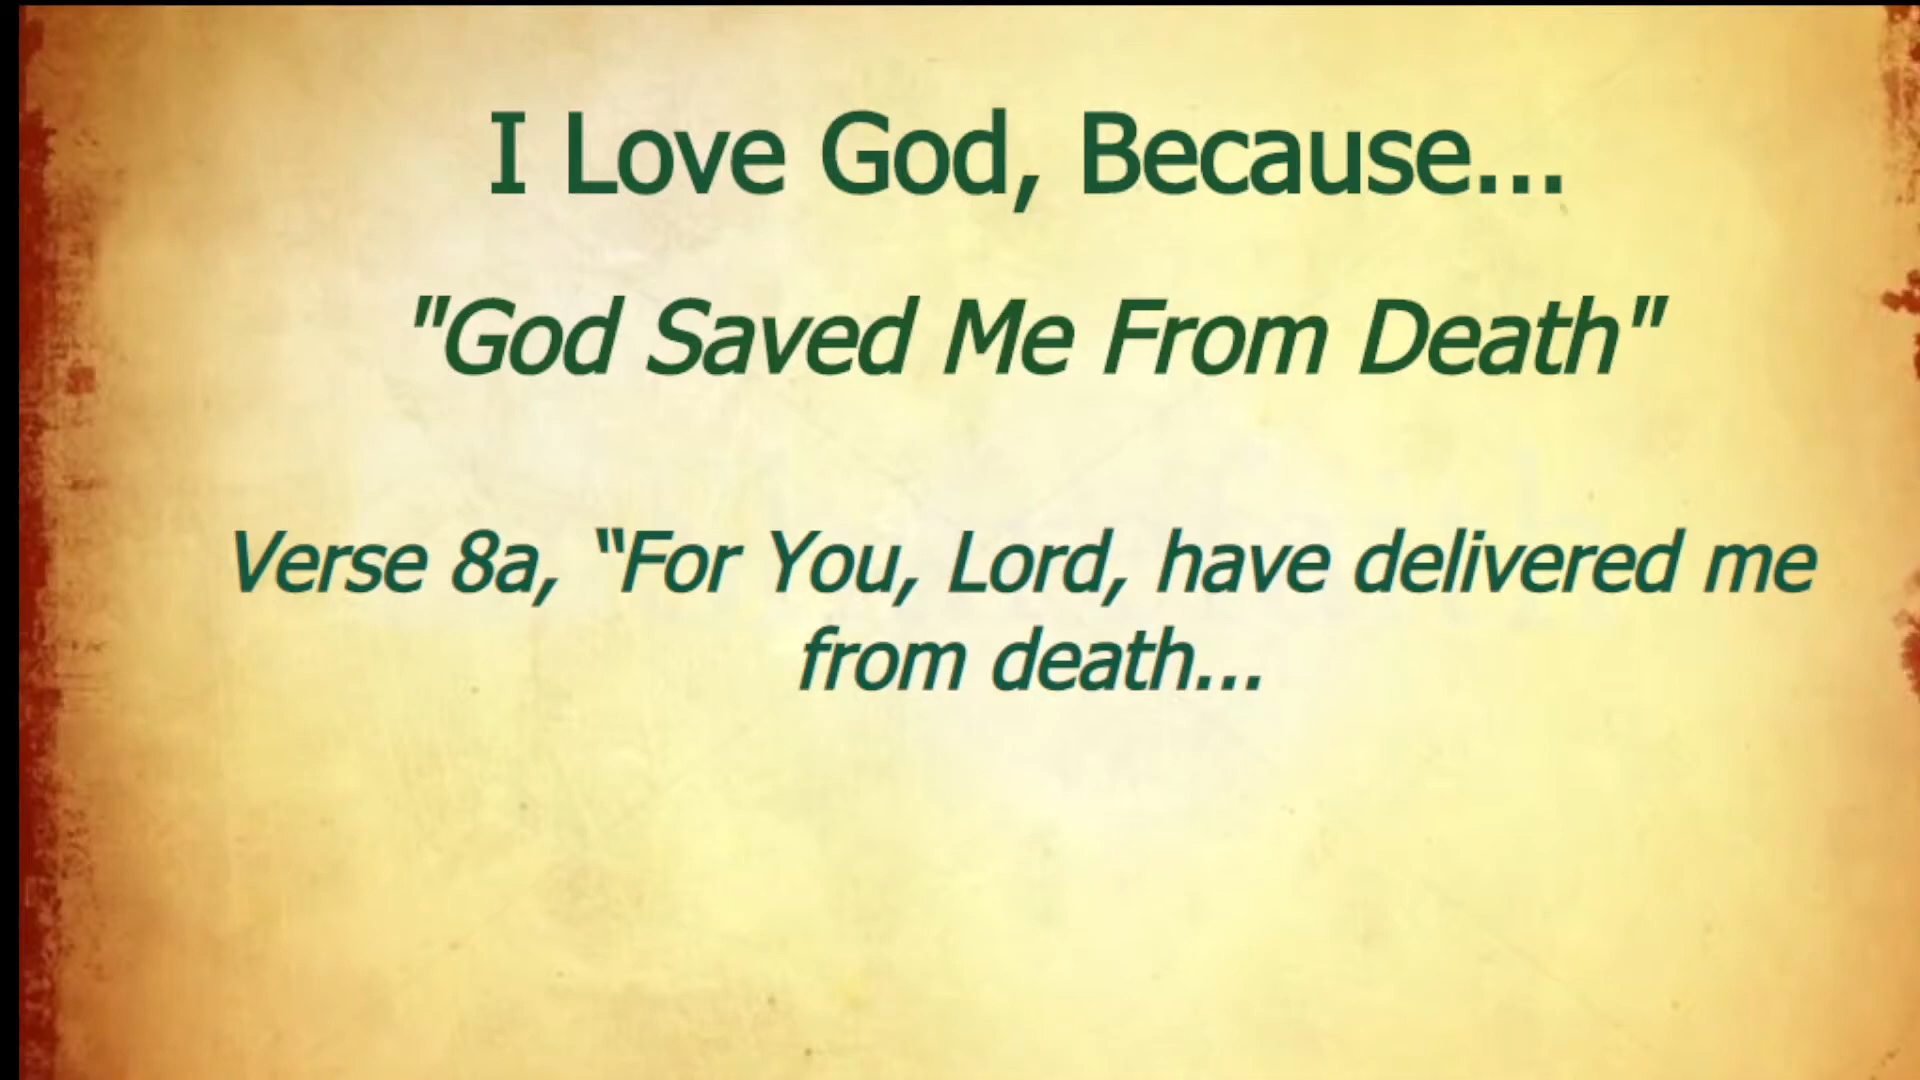 I Love God, Because...
"God Saved Me From Death"
Verse 8a, “For You, Lord, have delivered me
from death...